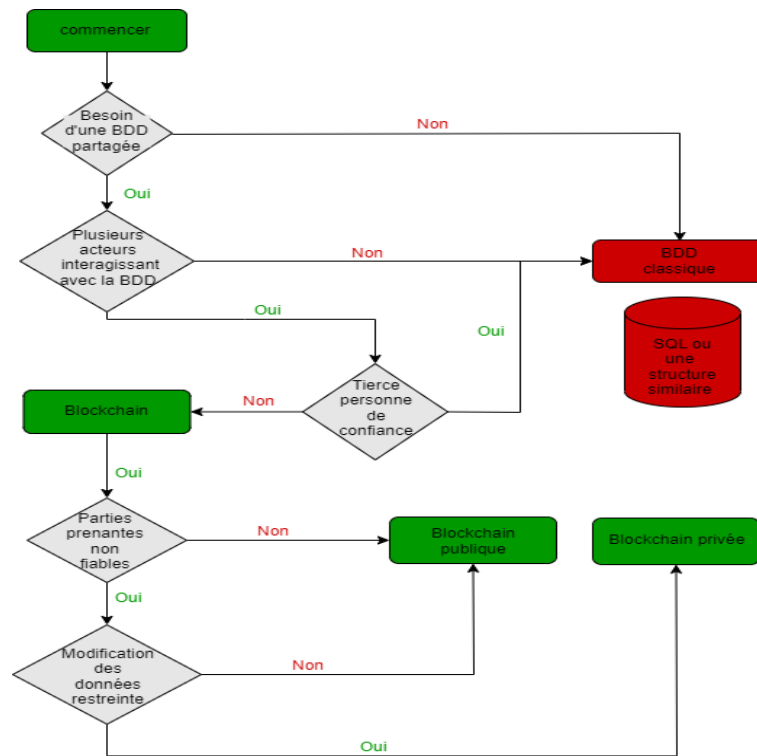 commencer
Besoin
d'une BDD
partagée
Non
Oui
Plusieurs
acteurs
interagissant
avec la BDD
Non
BDD
classique
Oui
Oui
SQL ou
une
structure
similaire
Tierce
personne
de
confiance
Non
Blockchain
Oui
Parties
prenantes
non
fiables
Non
Blockchain
publique
Blockchain privée
Oui
Modification
des
données
restreinte
Non
Oui